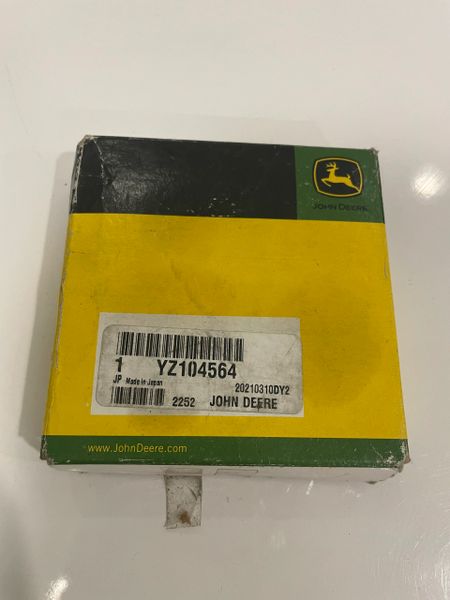 JOHN DEERE
1 YZ104564
JP Made in Japan
20210310DY2
2252 JOHN DEERE
www.JohnDeere.com